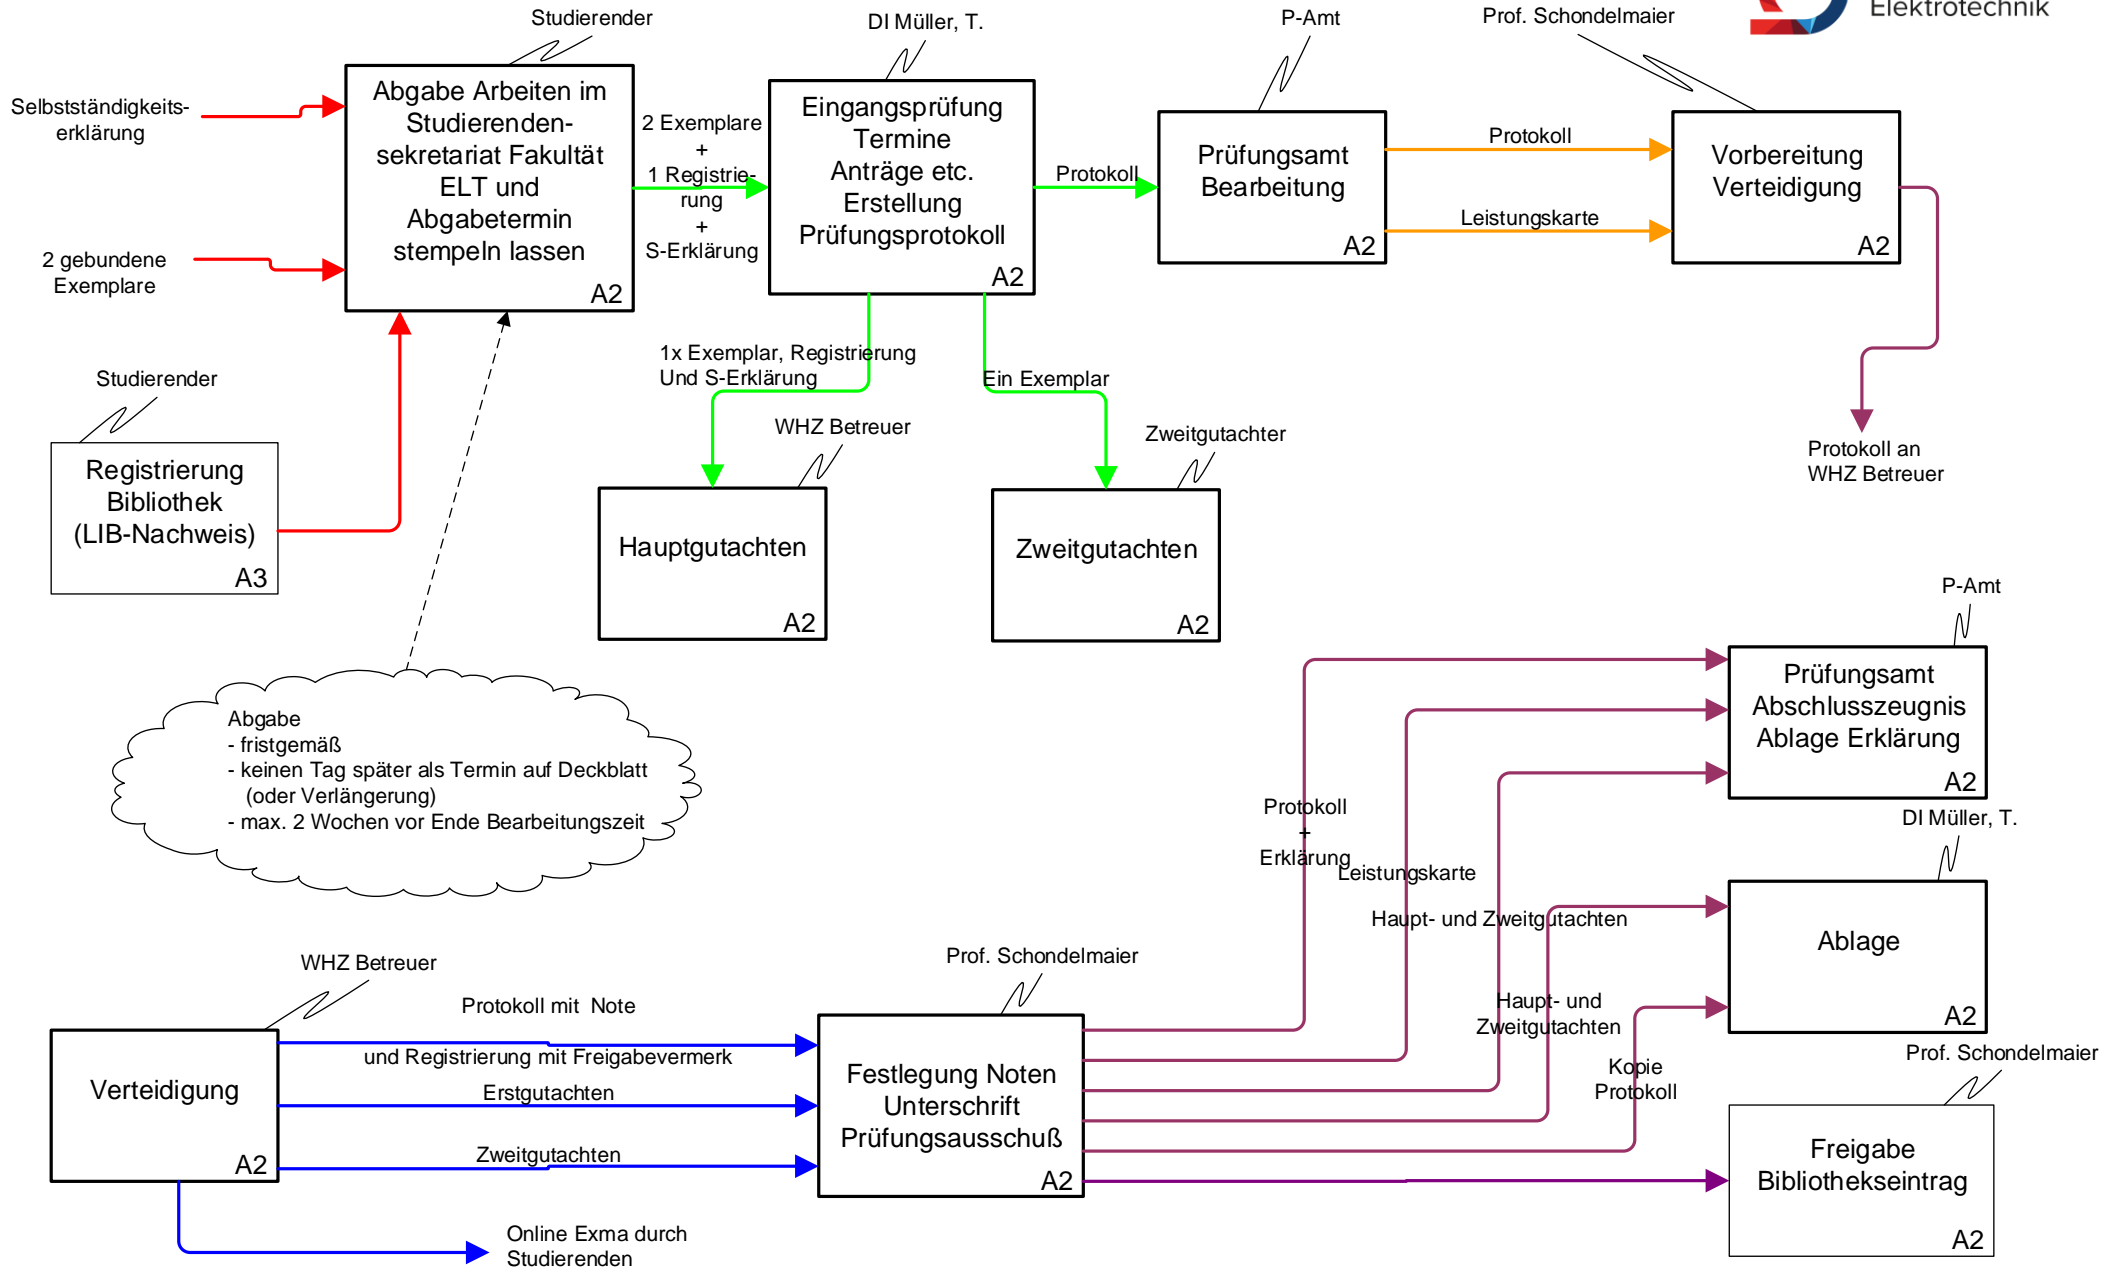 Studierender
DI Müller, T.
P-Amt
Prof. Schondelmaier
Elektrotechnik
Selbstständigkeits-
erklärung
2 gebundene
Exemplare
Abgabe Arbeiten im
Studierenden-
sekretariat Fakultät
ELT und
Abgabetermin
stempeln lassen
A2
2 Exemplare
+
1 Registrie-
rung
+
S-Erklärung
Eingangsprüfung
Termine
Anträge etc.
Erstellung
Prüfungsprotokoll
A2
Protokoll
Prüfungsamt
Bearbeitung
A2
Protokoll
Leistungskarte
Vorbereitung
Verteidigung
A2
Protokoll an
WHZ Betreuer
Studierender
Registrierung
Bibliothek
(LIB-Nachweis)
A3
1x Exemplar, Registrierung
Und S-Erklärung
Ein Exemplar
WHZ Betreuer
Hauptgutachten
A2
Zweitgutachter
Zweitgutachten
A2
Abgabe
- fristgemäß
- keinen Tag später als Termin auf Deckblatt
(oder Verlängerung)
- max. 2 Wochen vor Ende Bearbeitungszeit
P-Amt
Prüfungsamt
Abschlusszeugnis
Ablage Erklärung
A2
DI Müller, T.
Ablage
A2
Prof. Schondelmaier
Freigabe
Bibliothekseintrag
A2
Protokoll
+
Erklärung
Leistungskarte
Haupt- und Zweitgutachten
Haupt- und
Zweitgutachten
Kopie
Protokoll
WHZ Betreuer
Verteidigung
A2
Protokoll mit Note
und Registrierung mit Freigabevermerk
Erstgutachten
Zweitgutachten
Online Exma durch
Studierenden
Prof. Schondelmaier
Festlegung Noten
Unterschrift
Prüfungsausschuß
A2